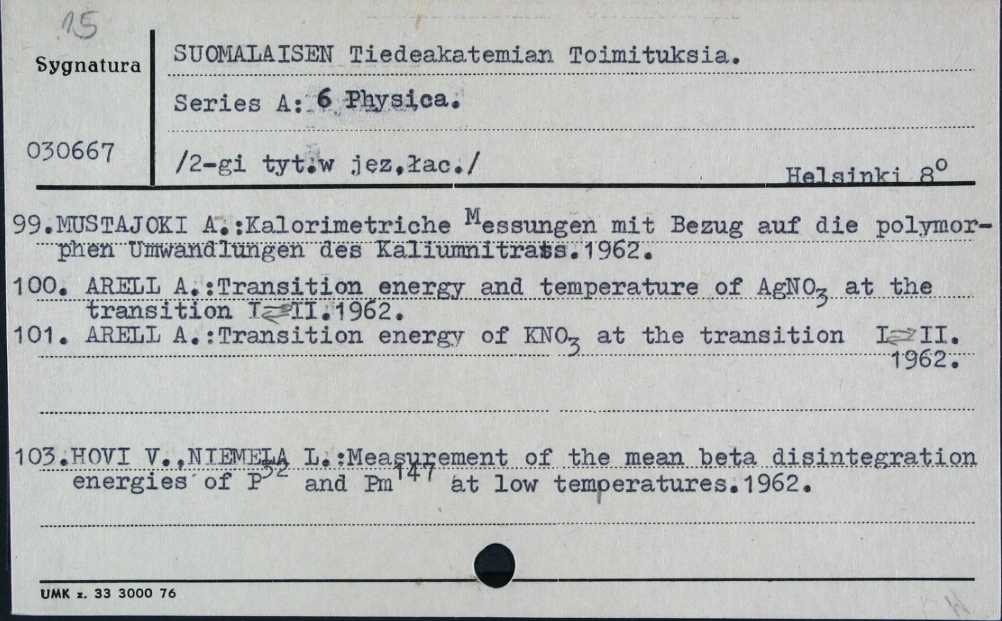 15
Sygnatura
SUOMALAISEN Tiedeakatemian Toimituksia.
Series A: 6 Physica.
030667
/2-gi tyt.w jez.łac./
Helsinki 8°
99.MUSTAJOKI A.:Kalorimetriche Messungen mit Bezug auf die polymor-
phen Umwandlungen des Kaliumnitrats.1962.
100. ARELL A.:Transition energy and temperature of AgNO₃ at the
transition I⇌II.1962.
101. ARELL A.:Transition energy of KNO₃ at the transition I⇌II.
1962.
103.HOVI V.,NIEMELA L.:Measurement of the mean beta disintegration
energies of P³² and Pm¹⁴⁷ at low temperatures.1962.
UMK z. 33 3000 76